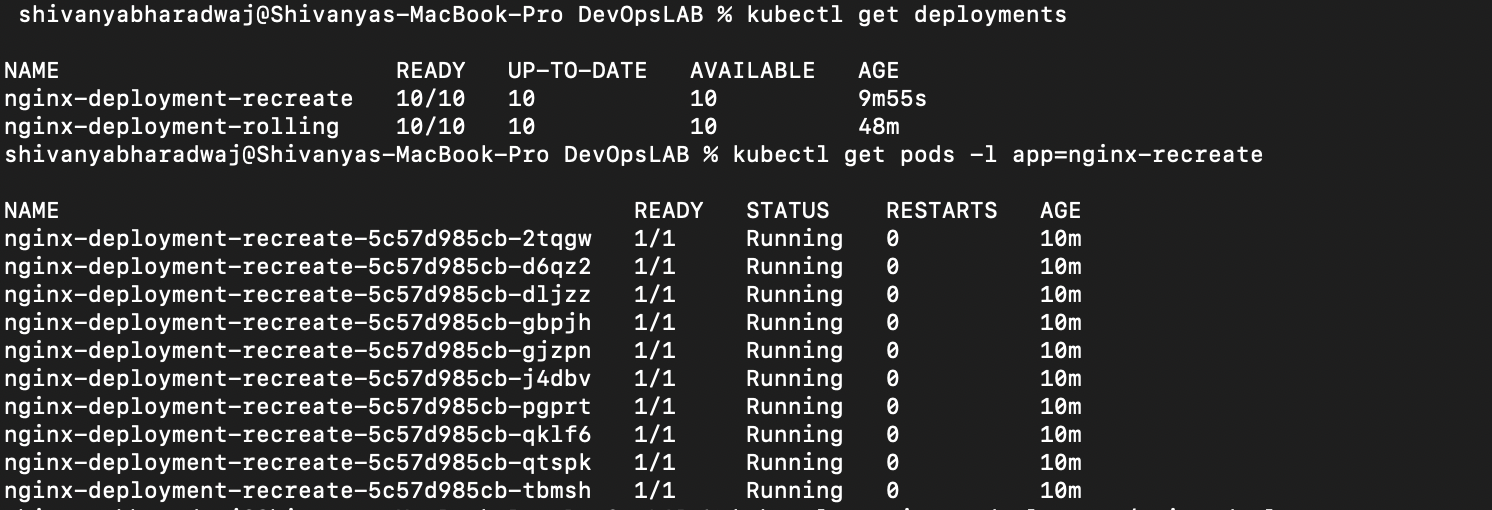 shivanyabharadwaj@Shivanyas-MacBook-Pro DevOpsLAB % kubectl get deployments
NAME READY UP-TO-DATE AVAILABLE AGE
nginx-deployment-recreate 10/10 10 10 9m55s
nginx-deployment-rolling 10/10 10 10 48m
shivanyabharadwaj@Shivanyas-MacBook-Pro DevOpsLAB % kubectl get pods -l app=nginx-recreate
NAME READY STATUS RESTARTS AGE
nginx-deployment-recreate-5c57d985cb-2tqgw 1/1 Running 0 10m
nginx-deployment-recreate-5c57d985cb-d6qz2 1/1 Running 0 10m
nginx-deployment-recreate-5c57d985cb-dljzz 1/1 Running 0 10m
nginx-deployment-recreate-5c57d985cb-gbpjh 1/1 Running 0 10m
nginx-deployment-recreate-5c57d985cb-gjzpn 1/1 Running 0 10m
nginx-deployment-recreate-5c57d985cb-j4dbv 1/1 Running 0 10m
nginx-deployment-recreate-5c57d985cb-pgprt 1/1 Running 0 10m
nginx-deployment-recreate-5c57d985cb-qklf6 1/1 Running 0 10m
nginx-deployment-recreate-5c57d985cb-qtspk 1/1 Running 0 10m
nginx-deployment-recreate-5c57d985cb-tbmsh 1/1 Running 0 10m